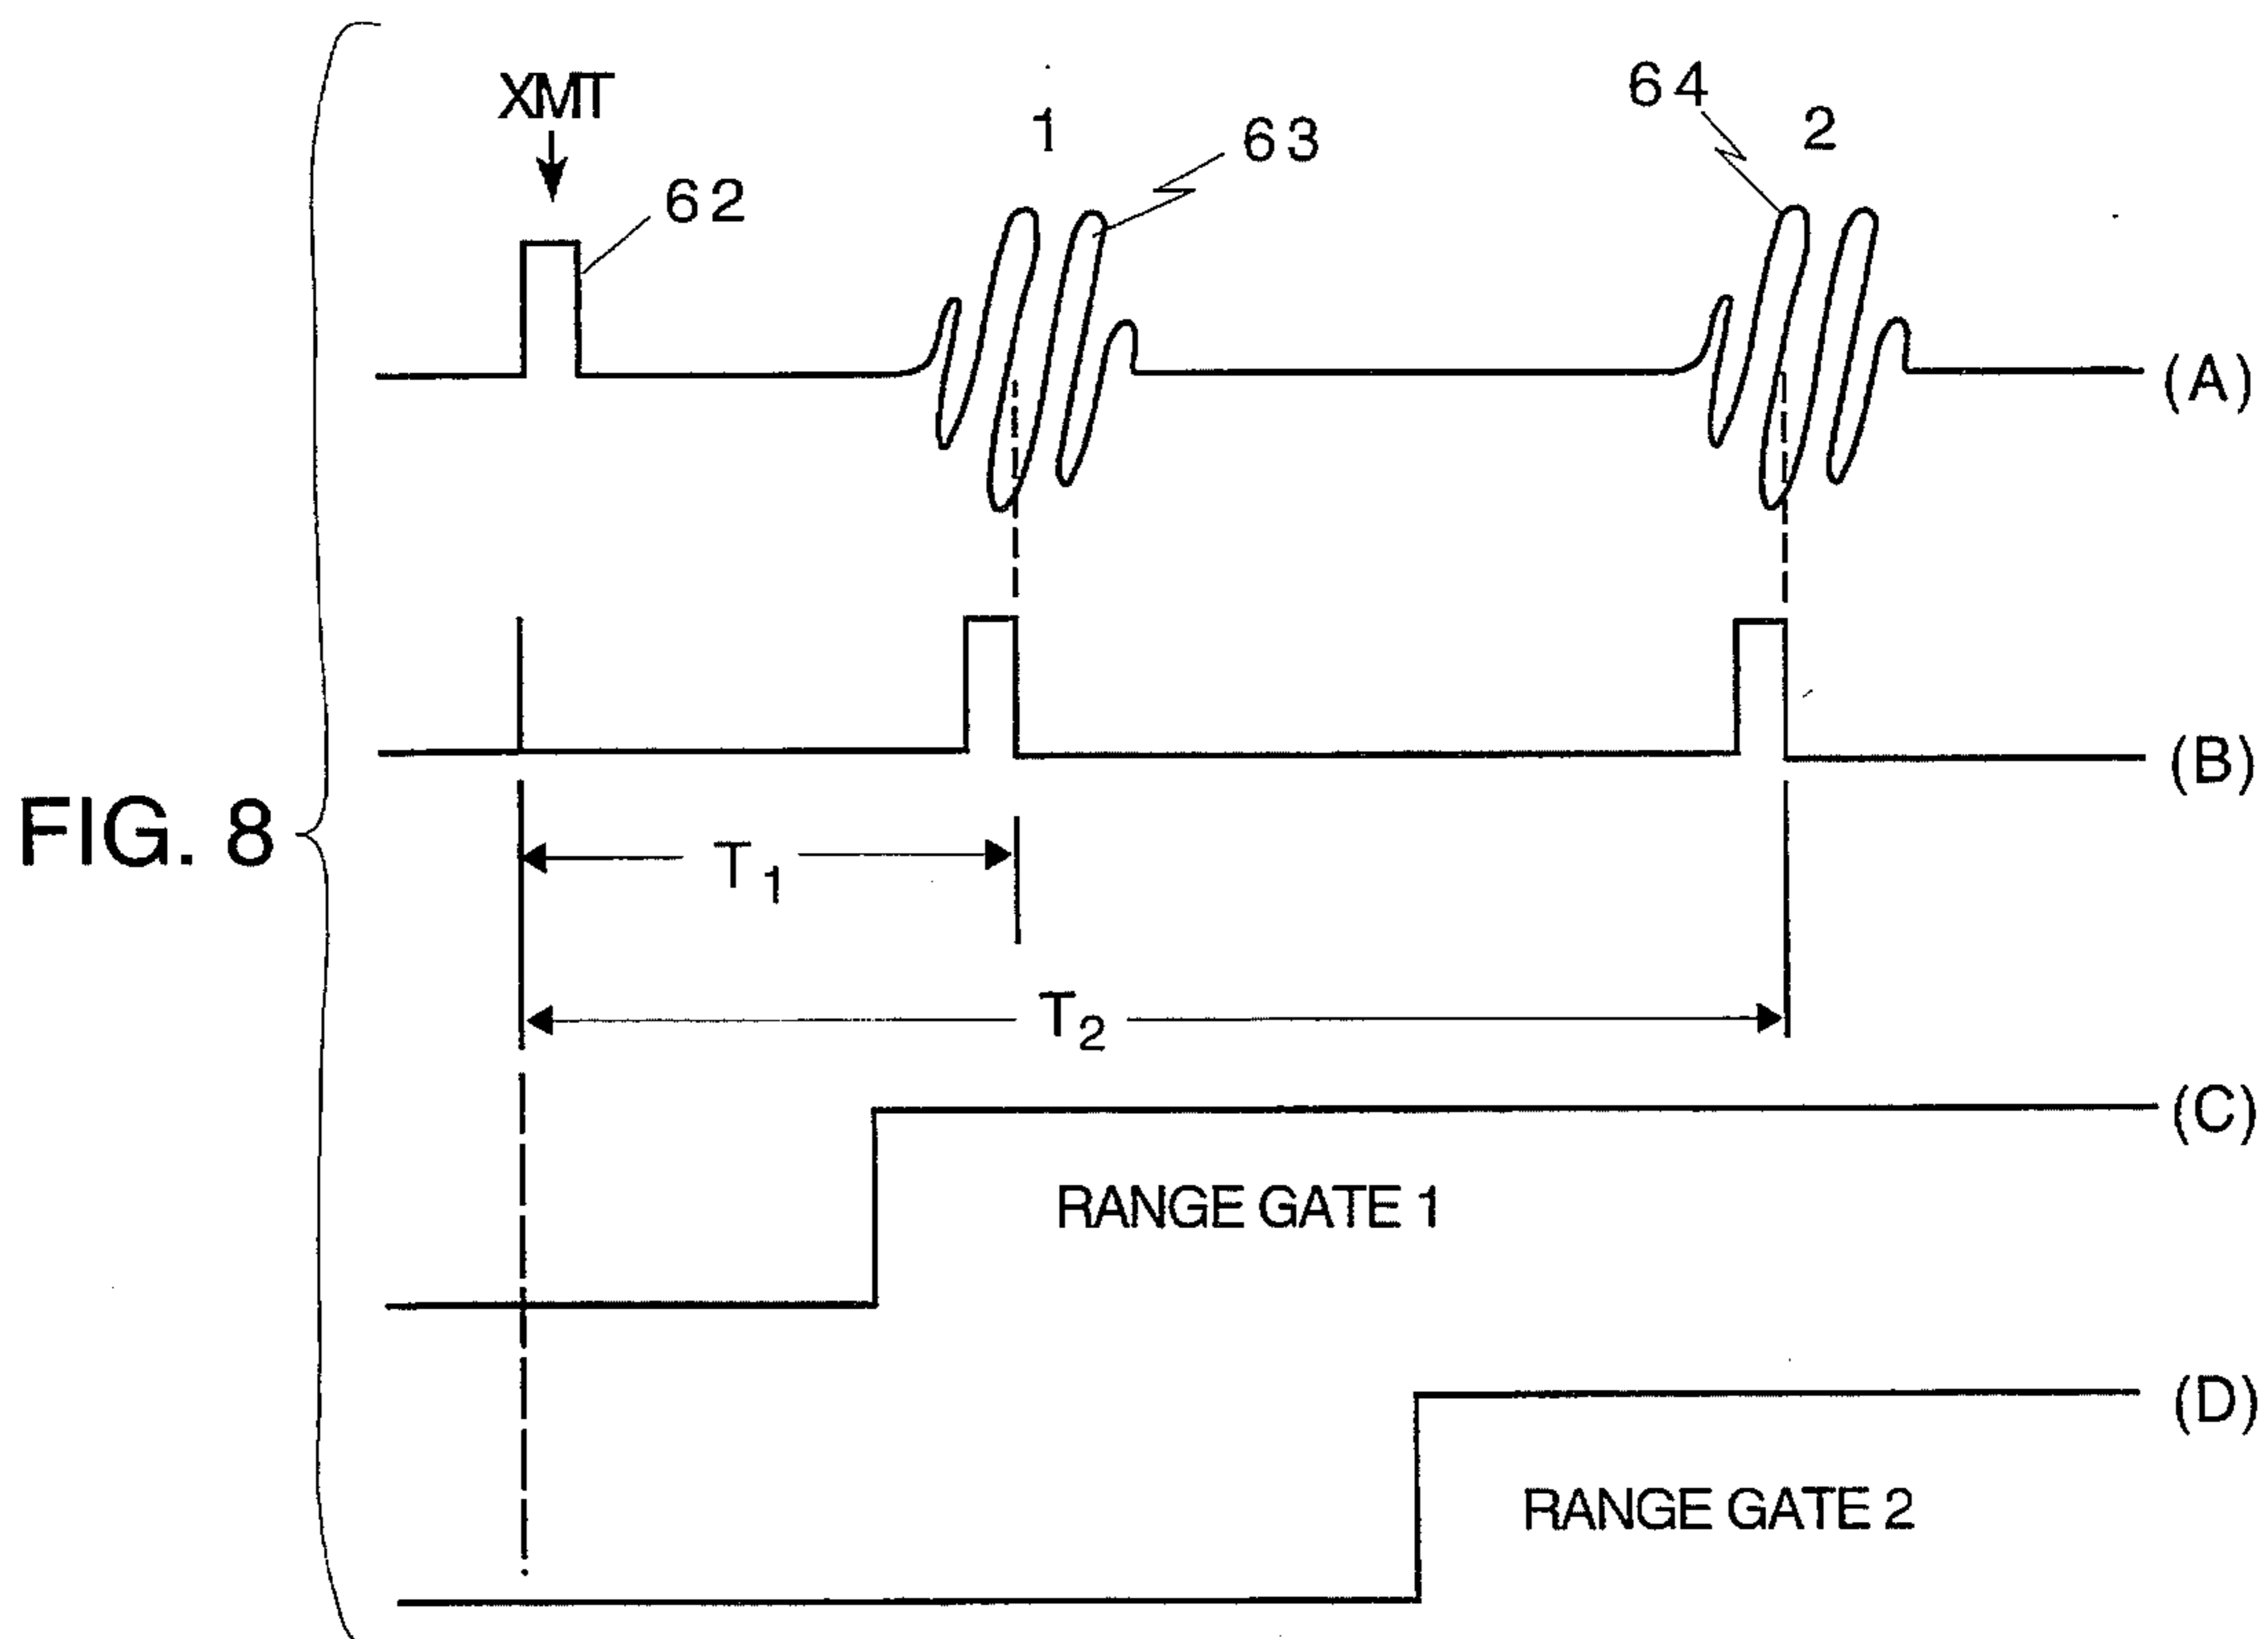 XMT
62
1
63
64
2
(A)
(B)
FIG. 8
T1
T2
(C)
RANGE GATE 1
(D)
RANGE GATE 2